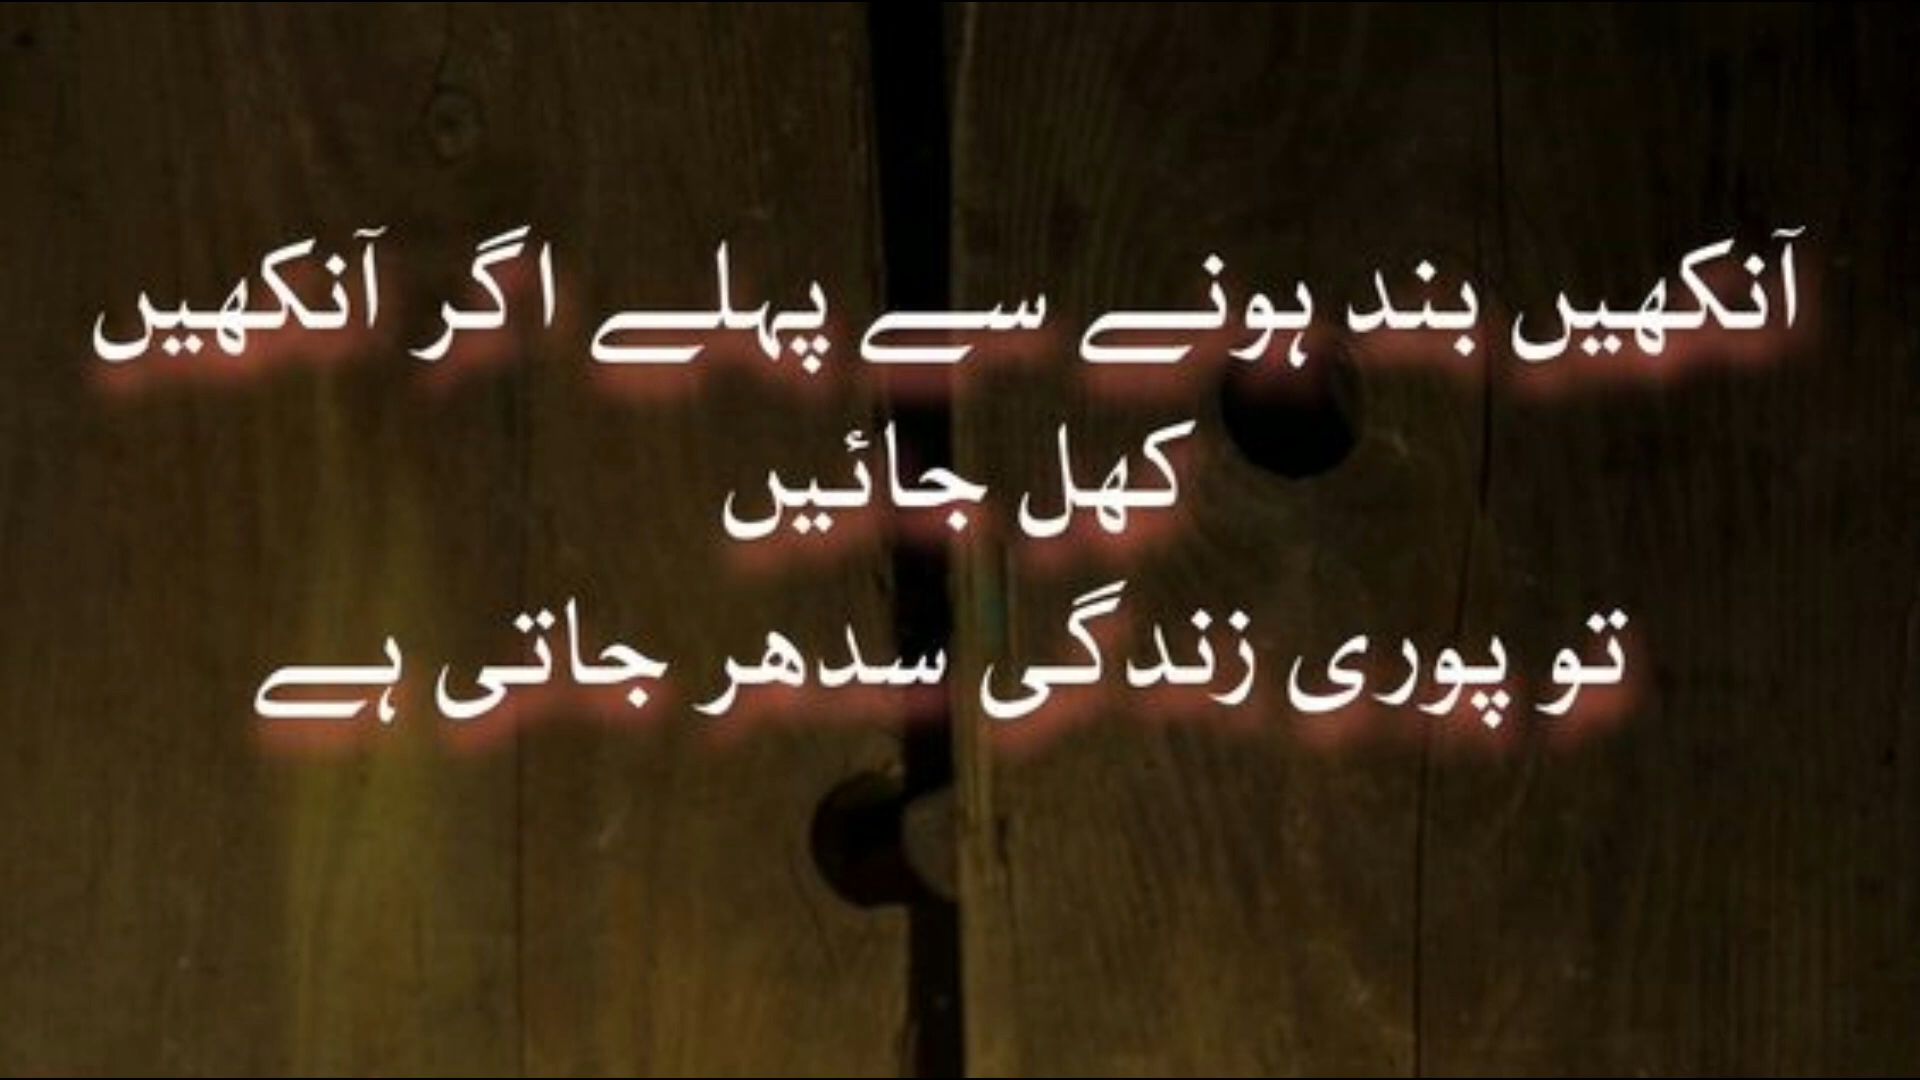 آنکھیں بند ہونے سے پہلے اگر آنکھیں
کھل جائیں
تو پوری زندگی سدھر جاتی ہے